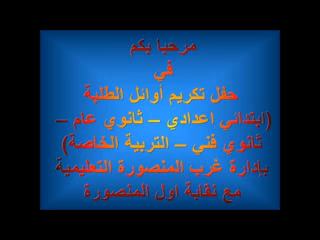 مرحبا بكم
في
حفل تكريم أوائل الطلبة
(ابتدائي اعدادي – ثانوي عام –
ثانوي فني – التربية الخاصة)
بإدارة غرب المنصورة التعليمية
مع نقابة اول المنصورة